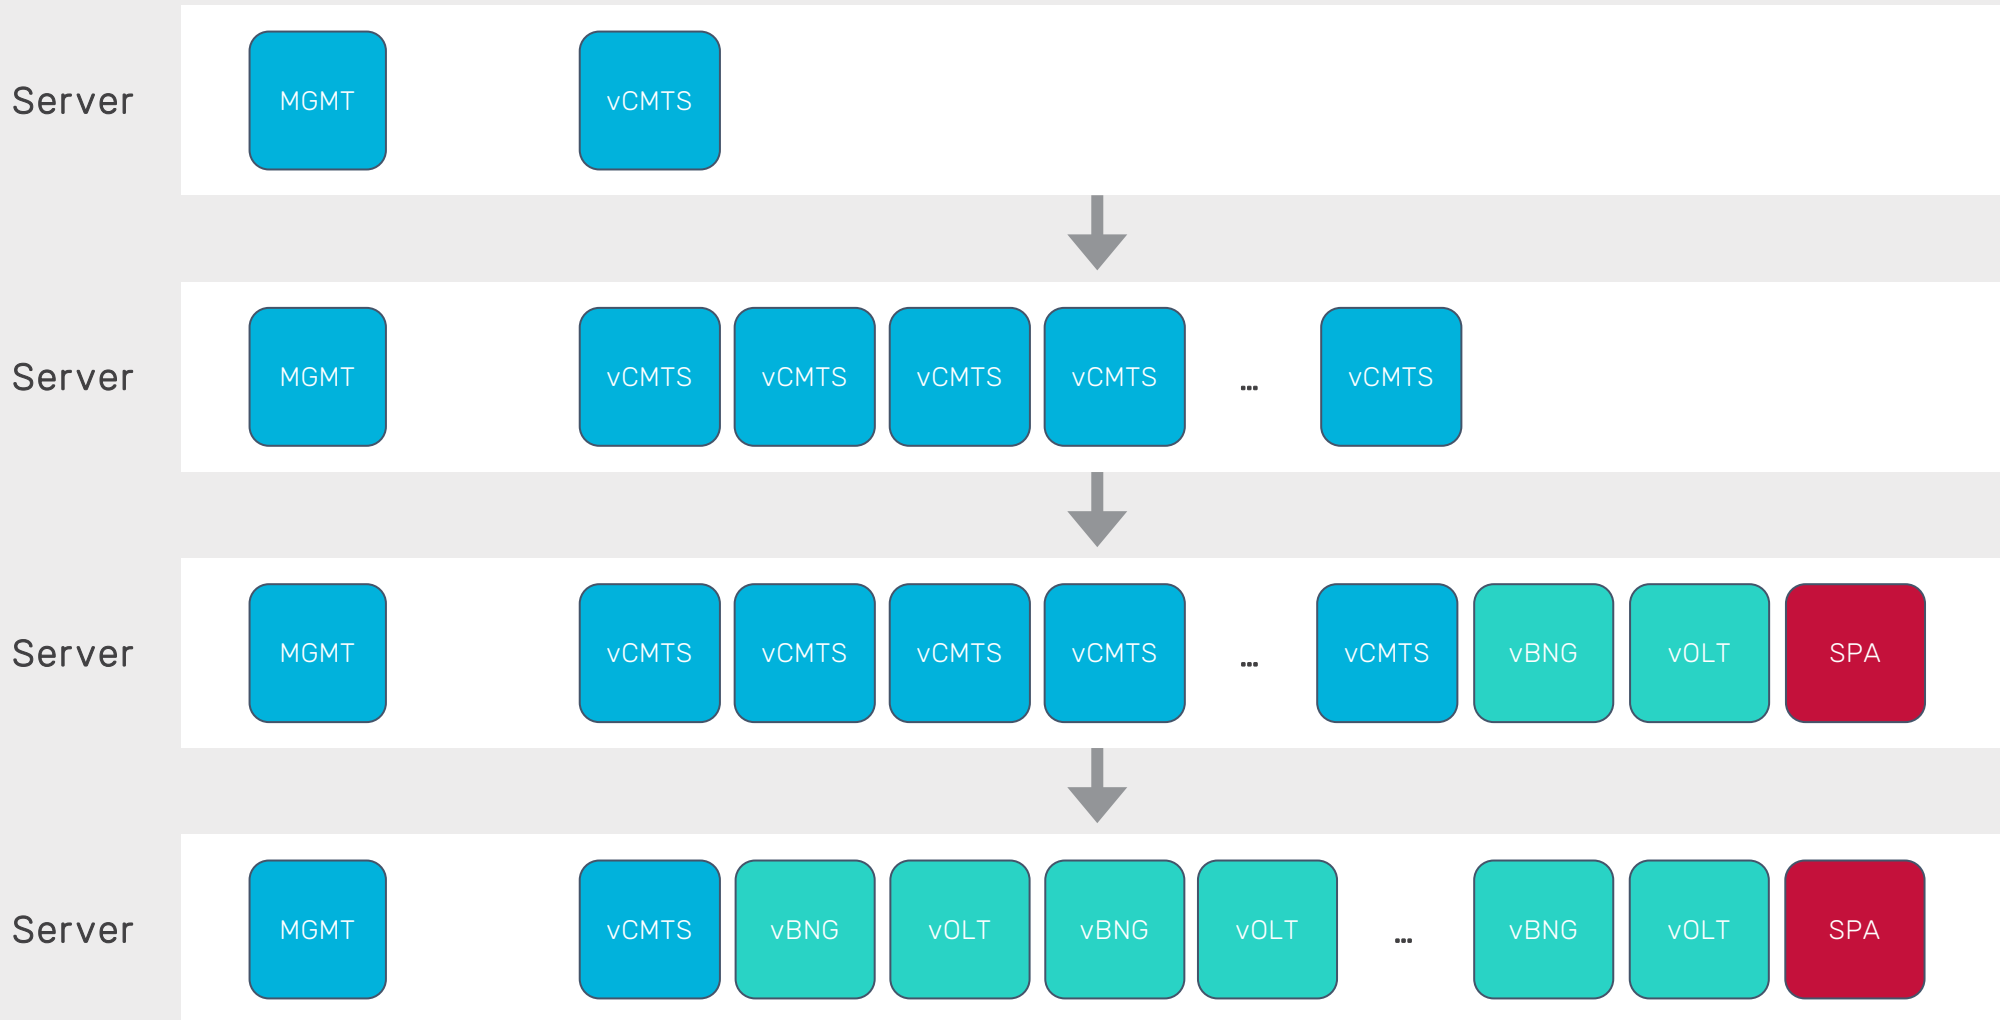 Server MGMT vCMTS
Server MGMT vCMTS vCMTS vCMTS vCMTS ... vCMTS
Server MGMT vCMTS vCMTS vCMTS vCMTS ... vCMTS vBNG vOLT SPA
Server MGMT vCMTS vBNG vOLT vBNG vOLT ... vBNG vOLT SPA